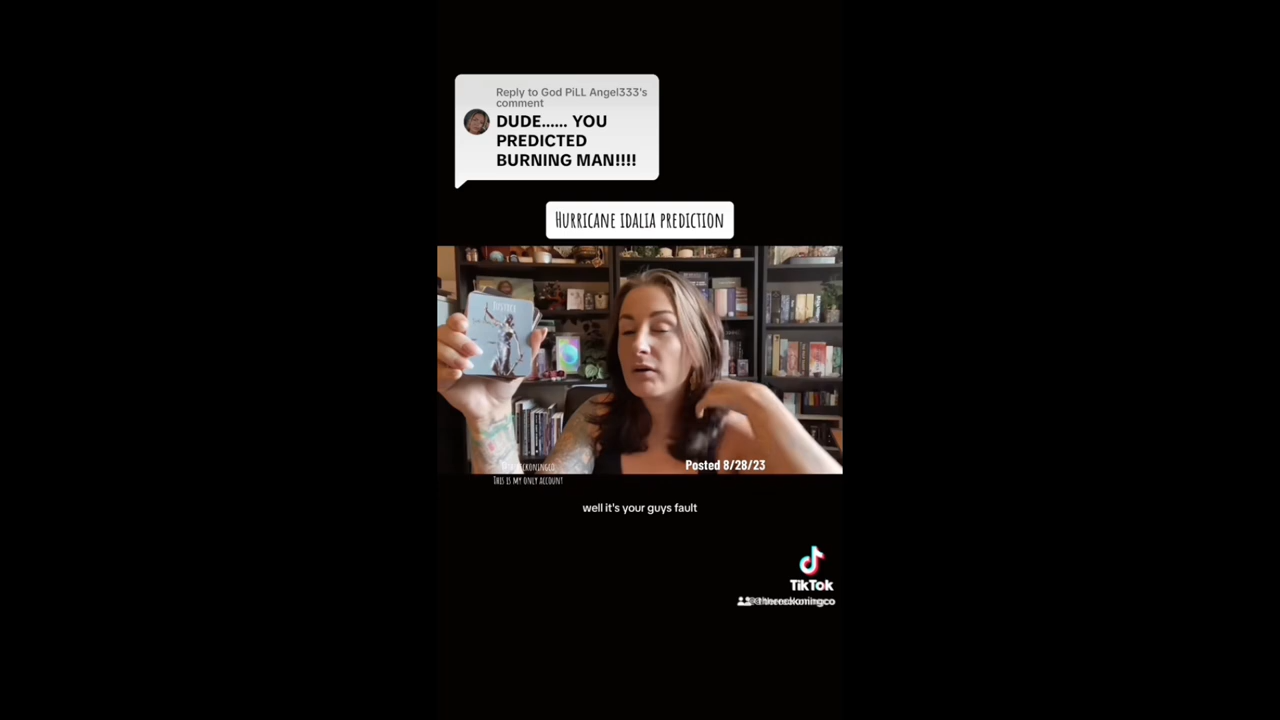 Reply to God PiLL Angel333's
comment
DUDE...... YOU
PREDICTED
BURNING MAN!!!!
HURRICANE IDALIA PREDICTION
JUSTICE
Posted 8/28/23
THIS IS MY ONLY ACCOUNT
well it's your guys fault
TikTok